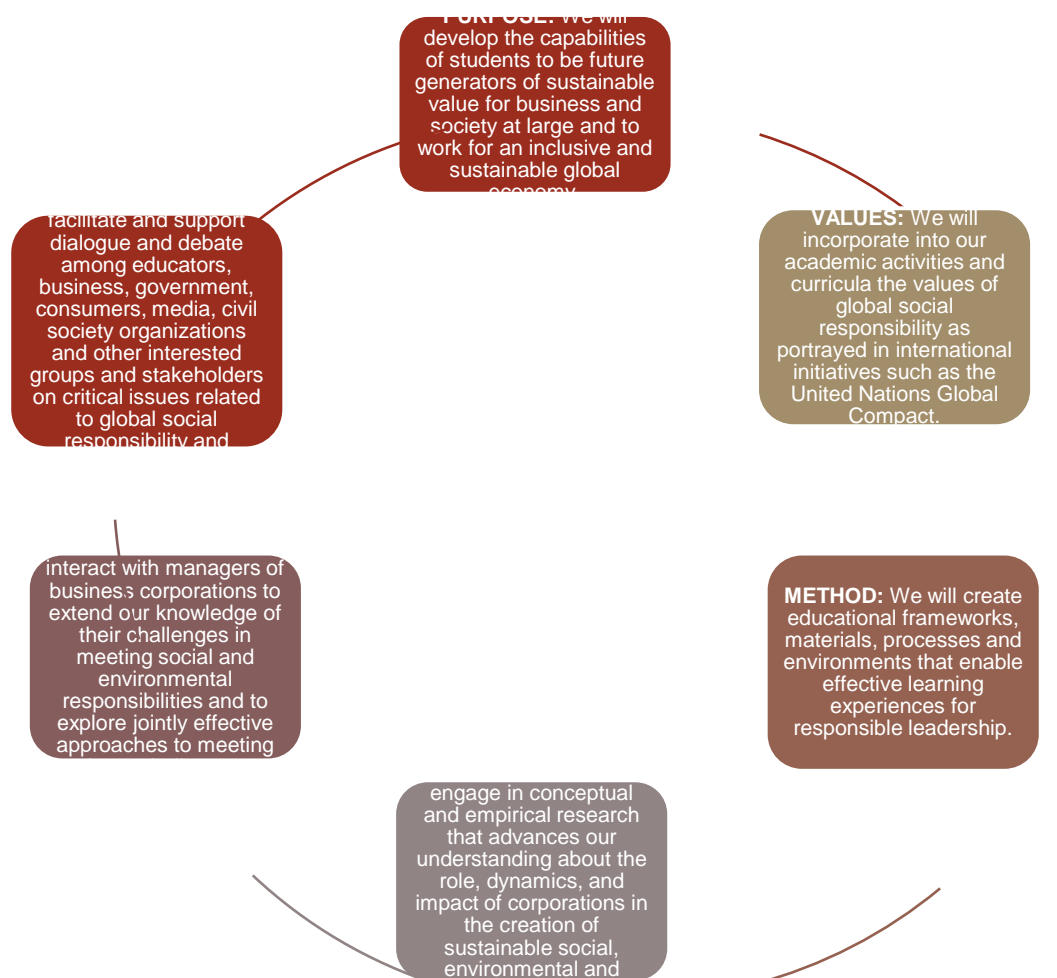 PURPOSE: We will
develop the capabilities
of students to be future
generators of sustainable
value for business and
society at large and to
work for an inclusive and
sustainable global
economy.
VALUES: We will
incorporate into our
academic activities and
curricula the values of
global social
responsibility as
portrayed in international
initiatives such as the
United Nations Global
Compact.
METHOD: We will create
educational frameworks,
materials, processes and
environments that enable
effective learning
experiences for
responsible leadership.
engage in conceptual
and empirical research
that advances our
understanding about the
role, dynamics, and
impact of corporations in
the creation of
sustainable social,
environmental and
interact with managers of
business corporations to
extend our knowledge of
their challenges in
meeting social and
environmental
responsibilities and to
explore jointly effective
approaches to meeting
facilitate and support
dialogue and debate
among educators,
business, government,
consumers, media, civil
society organizations
and other interested
groups and stakeholders
on critical issues related
to global social
responsibility and